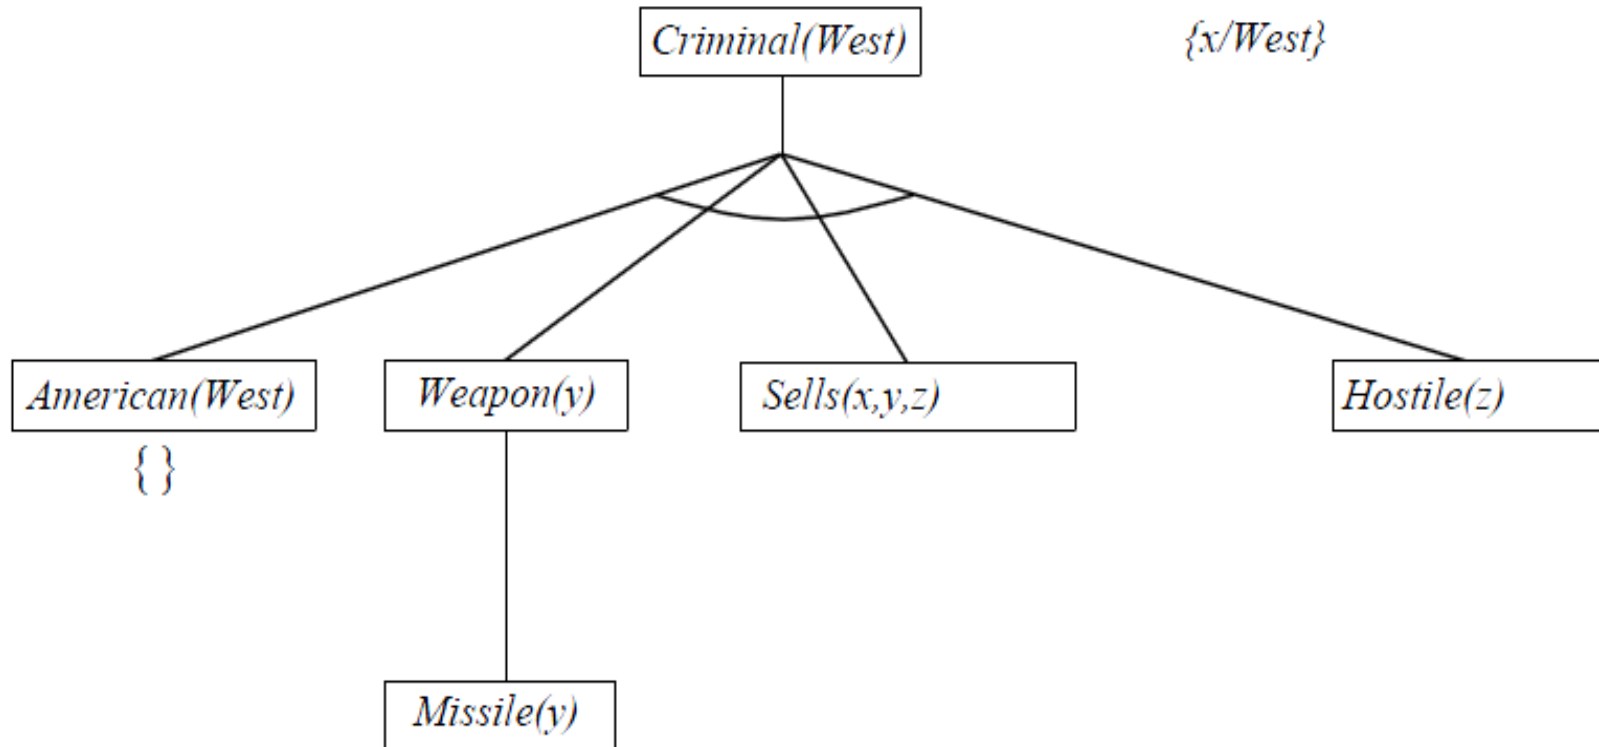 Criminal(West)
{x/West}
American(West)
Weapon(y)
Sells(x,y,z)
Hostile(z)
{ }
Missile(y)